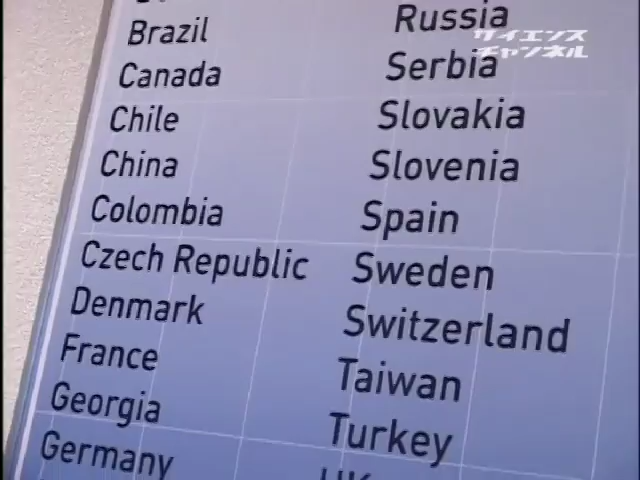 Brazil
Canada
Chile
China
Colombia
Czech Republic
Denmark
France
Georgia
Germany
Russia
Serbia
Slovakia
Slovenia
Spain
Sweden
Switzerland
Taiwan
Turkey
UK
サイエンス
チャンネル